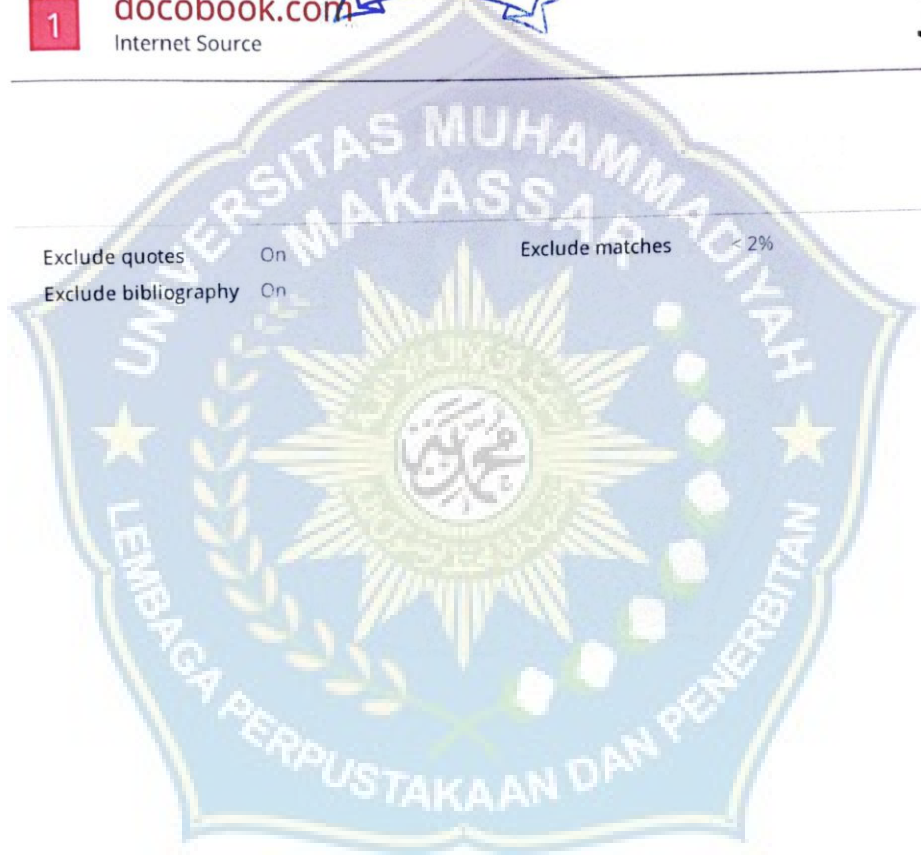 1
docobook.com
Internet Source
Exclude quotes On
Exclude matches < 2%
Exclude bibliography On
UNIVERSITAS MUHAMMADIYAH
MAKASSAR
LEMBAGA PERPUSTAKAAN DAN PENERBITAN